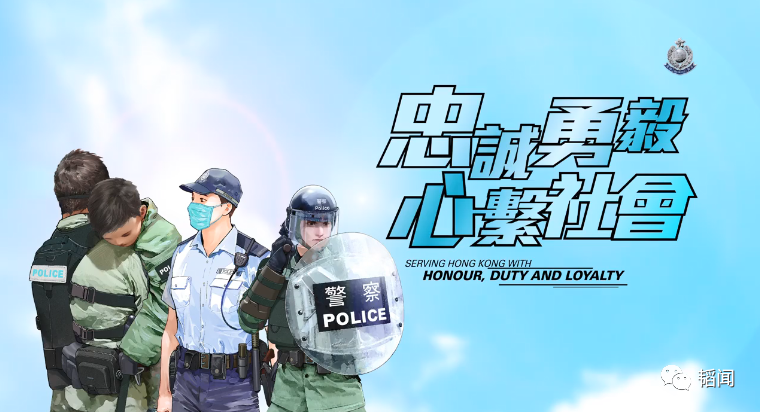 忠誠勇毅
心繫社會
SERVING HONG KONG WITH
HONOUR, DUTY AND LOYALTY
POLICE
警察
Police
警 察
POLICE
韬闻